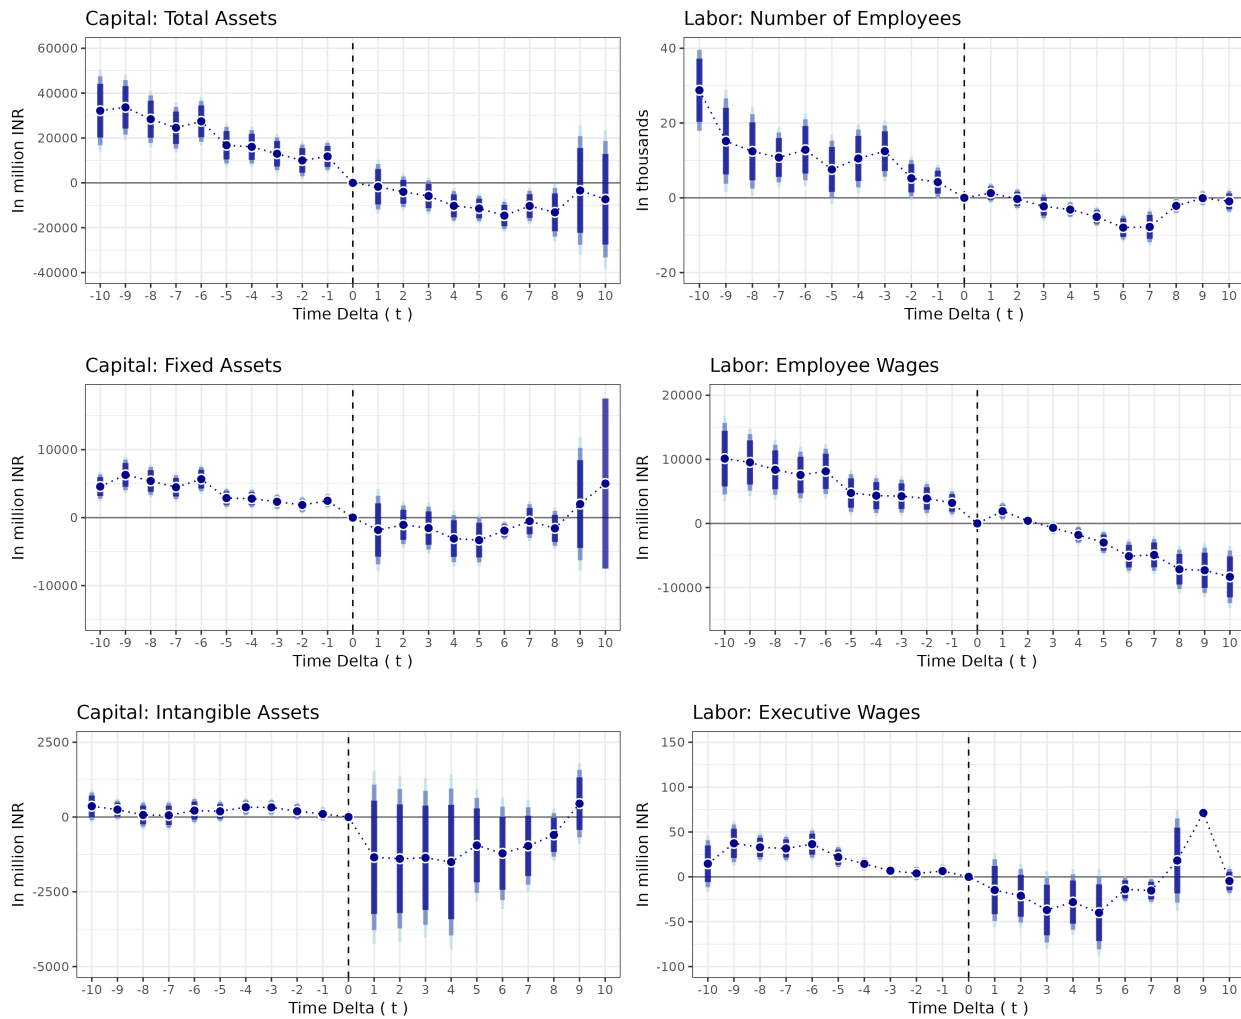 Capital: Total Assets
In million INR
60000
40000
20000
0
-20000
-40000
-10 -9 -8 -7 -6 -5 -4 -3 -2 -1 0 1 2 3 4 5 6 7 8 9 10
Time Delta ( t )
Labor: Number of Employees
In thousands
40
20
0
-20
-10 -9 -8 -7 -6 -5 -4 -3 -2 -1 0 1 2 3 4 5 6 7 8 9 10
Time Delta ( t )
Capital: Fixed Assets
In million INR
10000
0
-10000
-10 -9 -8 -7 -6 -5 -4 -3 -2 -1 0 1 2 3 4 5 6 7 8 9 10
Time Delta ( t )
Labor: Employee Wages
In million INR
20000
10000
0
-10000
-10 -9 -8 -7 -6 -5 -4 -3 -2 -1 0 1 2 3 4 5 6 7 8 9 10
Time Delta ( t )
Capital: Intangible Assets
In million INR
2500
0
-2500
-5000
-10 -9 -8 -7 -6 -5 -4 -3 -2 -1 0 1 2 3 4 5 6 7 8 9 10
Time Delta ( t )
Labor: Executive Wages
In million INR
150
100
50
0
-50
-100
-10 -9 -8 -7 -6 -5 -4 -3 -2 -1 0 1 2 3 4 5 6 7 8 9 10
Time Delta ( t )